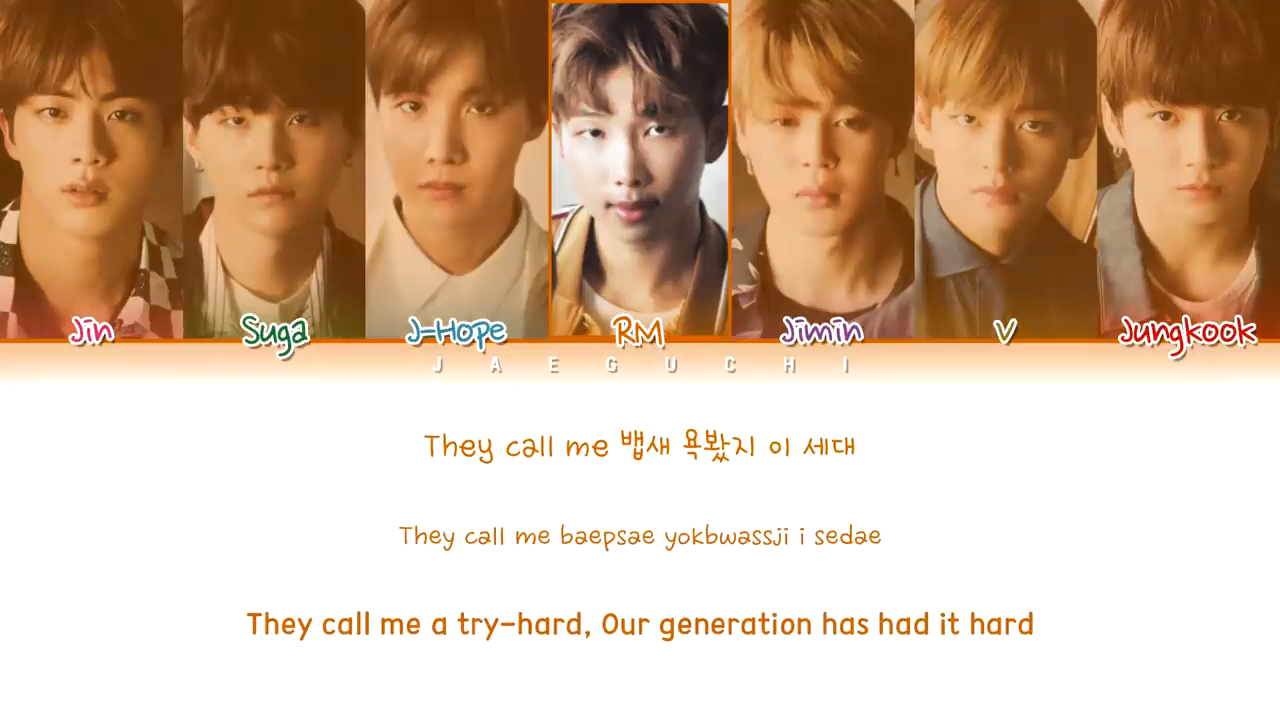 Jin Suga J-Hope RM Jimin V Jungkook
J A E G U C H I
They call me 뱁새 욕봤지 이 세대
They call me baepsae yokbwassji i sedae
They call me a try-hard, Our generation has had it hard